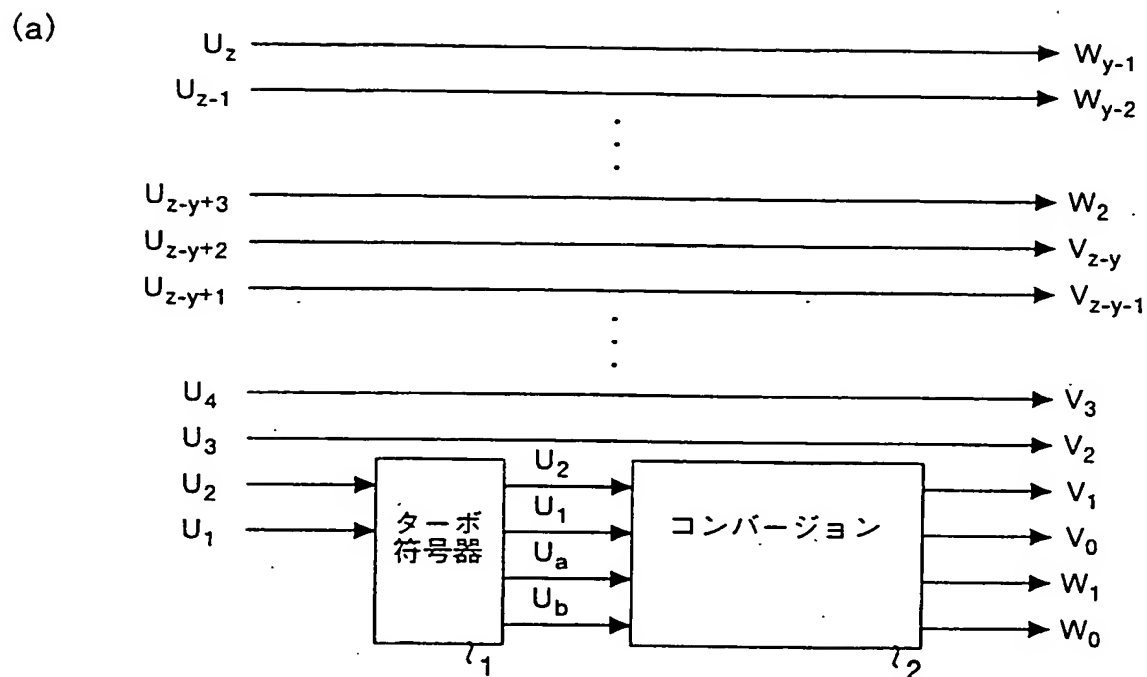 (a)
U_z W_{y-1}
U_{z-1} W_{y-2}
U_{z-y+3} W_2
U_{z-y+2} V_{z-y}
U_{z-y+1} V_{z-y-1}
U_4 V_3
U_3 V_2
U_2 U_2 V_1
U_1 U_1 V_0
ターボ
符号器
コンバージョン
U_a W_1
U_b W_0
1 2